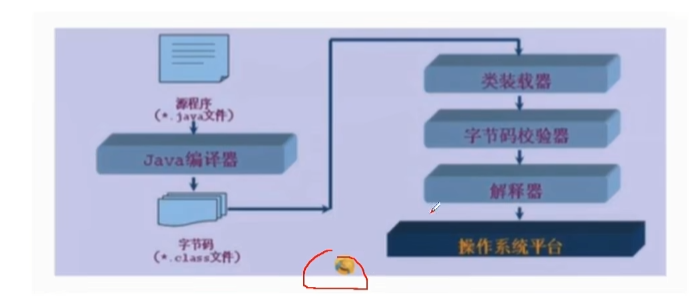 源程序
(*.java文件)
Java编译器
字节码
(*.class文件)
类装载器
字节码校验器
解释器
操作系统平台